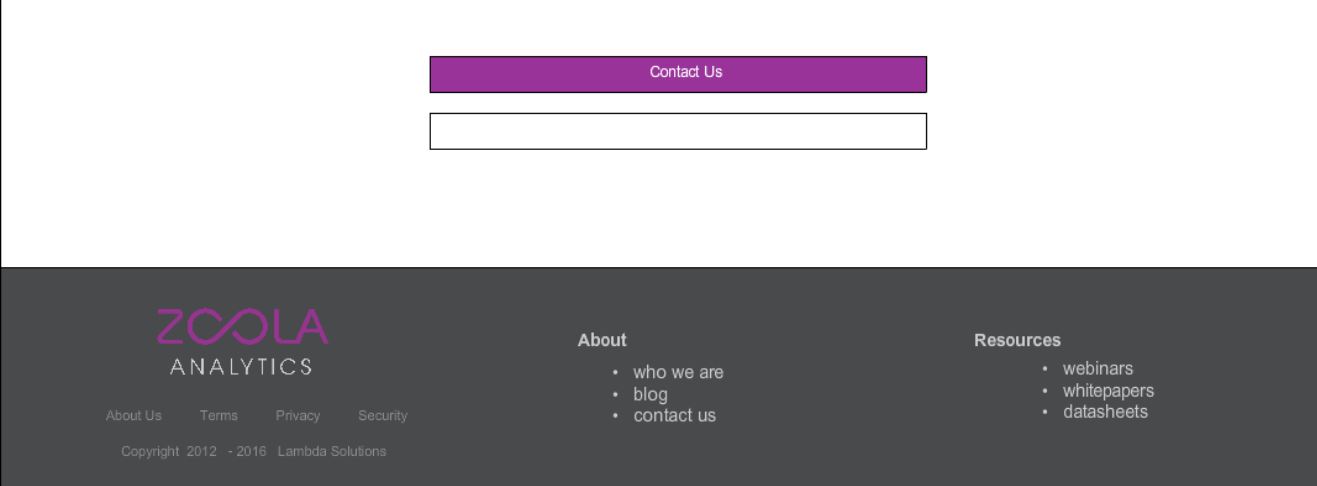 Contact Us
ZOOLA
ANALYTICS
About Us Terms Privacy Security
Copyright 2012 - 2016 Lambda Solutions
About
• who we are
• blog
• contact us
Resources
• webinars
• whitepapers
• datasheets